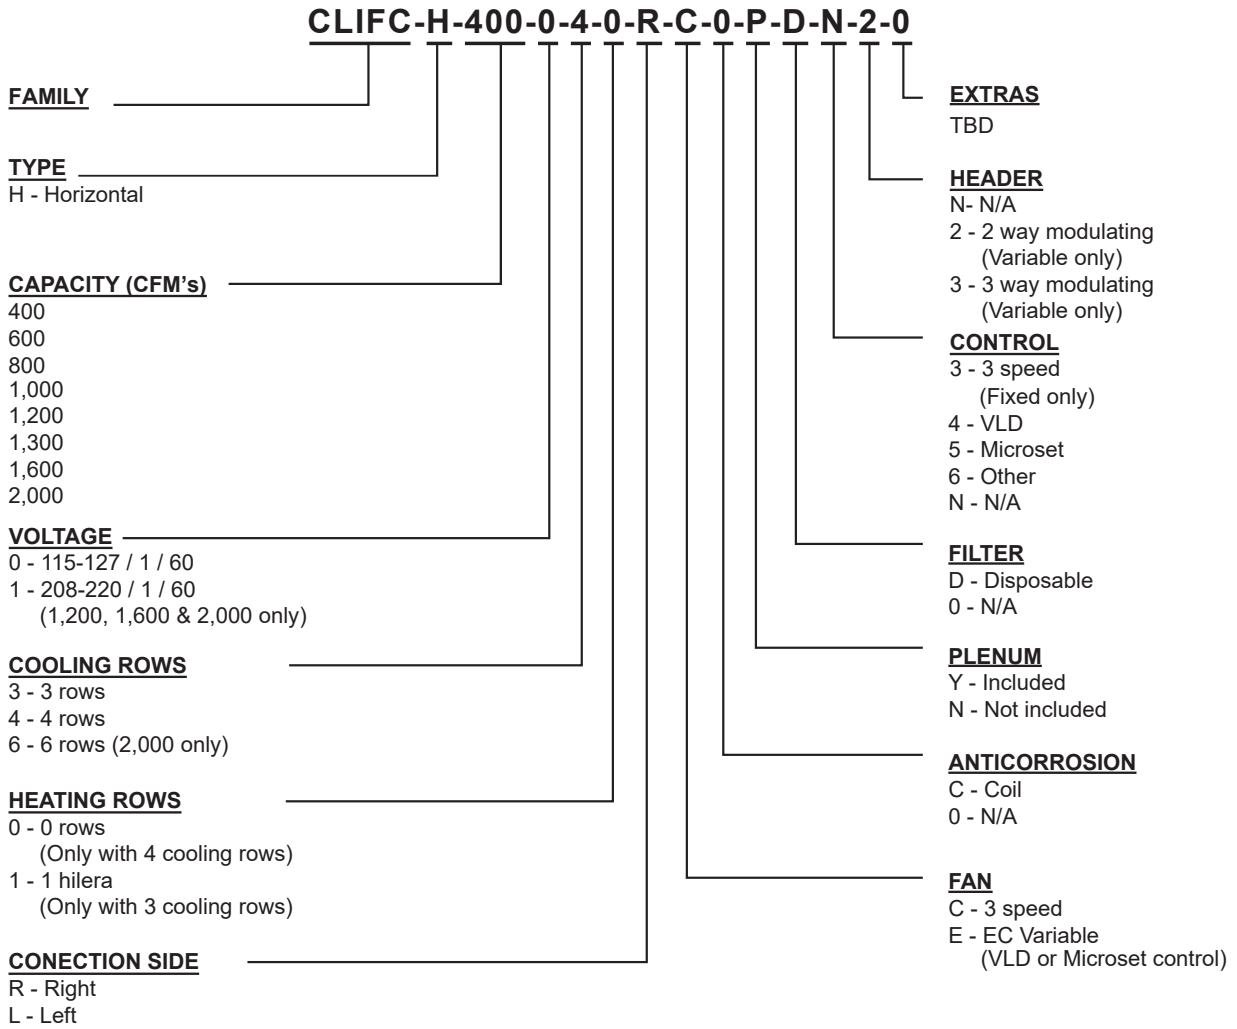 CLIFC-H-400-0-4-0-R-C-0-P-D-N-2-0
FAMILY
TYPE
H - Horizontal
CAPACITY (CFM's)
400
600
800
1,000
1,200
1,300
1,600
2,000
VOLTAGE
0 - 115-127 / 1 / 60
1 - 208-220 / 1 / 60
(1,200, 1,600 & 2,000 only)
COOLING ROWS
3 - 3 rows
4 - 4 rows
6 - 6 rows (2,000 only)
HEATING ROWS
0 - 0 rows
(Only with 4 cooling rows)
1 - 1 hilera
(Only with 3 cooling rows)
CONECTION SIDE
R - Right
L - Left
EXTRAS
TBD
HEADER
N- N/A
2 - 2 way modulating
(Variable only)
3 - 3 way modulating
(Variable only)
CONTROL
3 - 3 speed
(Fixed only)
4 - VLD
5 - Microset
6 - Other
N - N/A
FILTER
D - Disposable
0 - N/A
PLENUM
Y - Included
N - Not included
ANTICORROSION
C - Coil
0 - N/A
FAN
C - 3 speed
E - EC Variable
(VLD or Microset control)